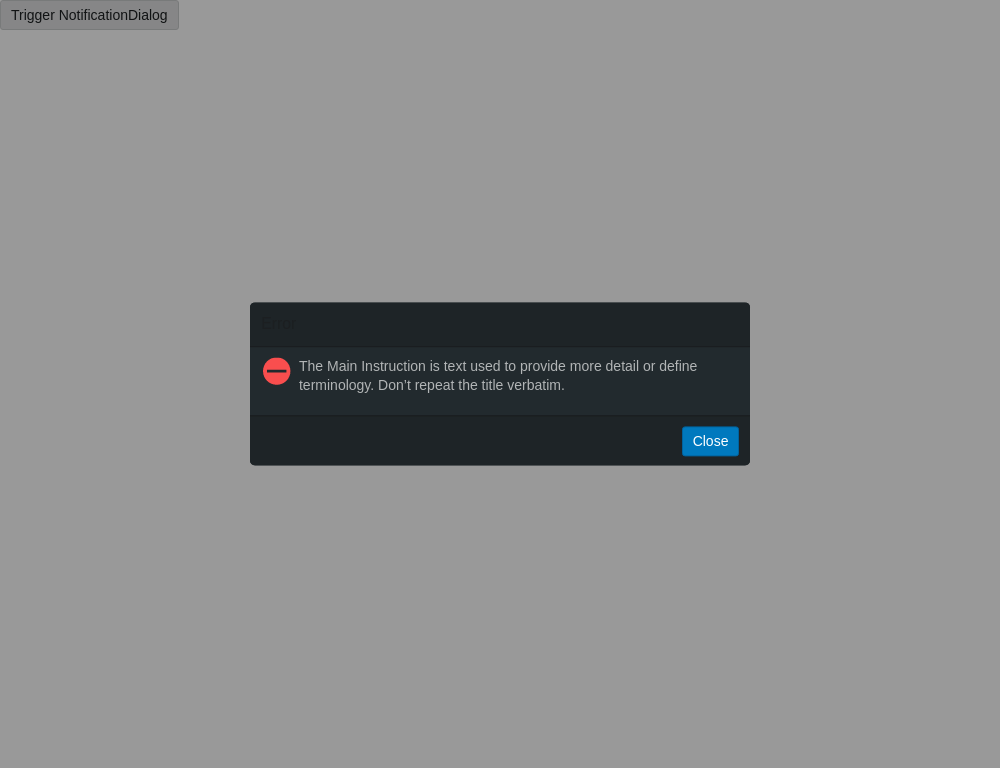 Trigger NotificationDialog
Error
The Main Instruction is text used to provide more detail or define
terminology. Don’t repeat the title verbatim.
Close